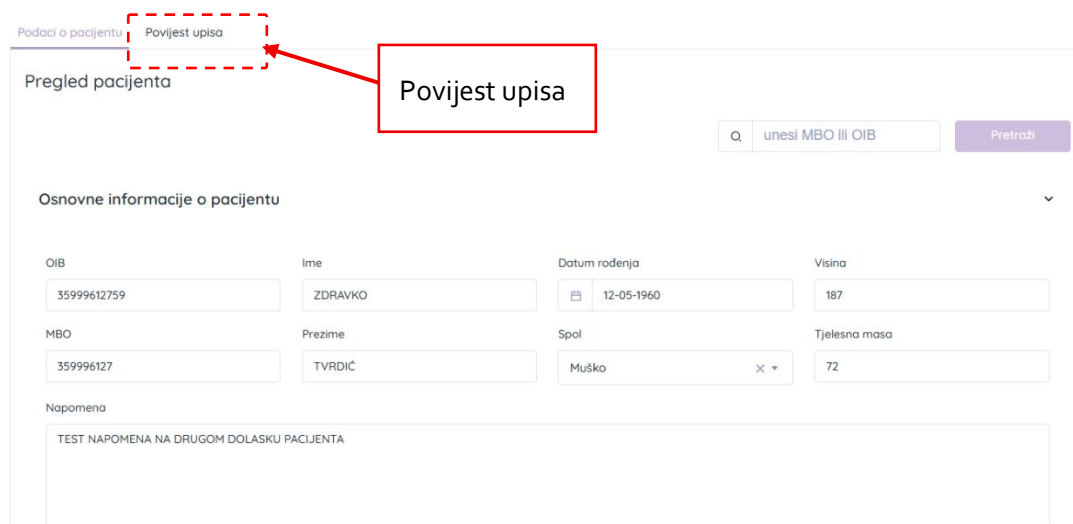 Podaci o pacijentu Povijest upisa
Pregled pacijenta
Povijest upisa
unesi MBO ili OIB Pretraži
Osnovne informacije o pacijentu
OIB Ime Datum rođenja Visina
35999612759 ZDRAVKO 12-05-1960 187
MBO Prezime Spol Tjelesna masa
359996127 TVRDIĆ Muško 72
Napomena
TEST NAPOMENA NA DRUGOM DOLASKU PACIJENTA